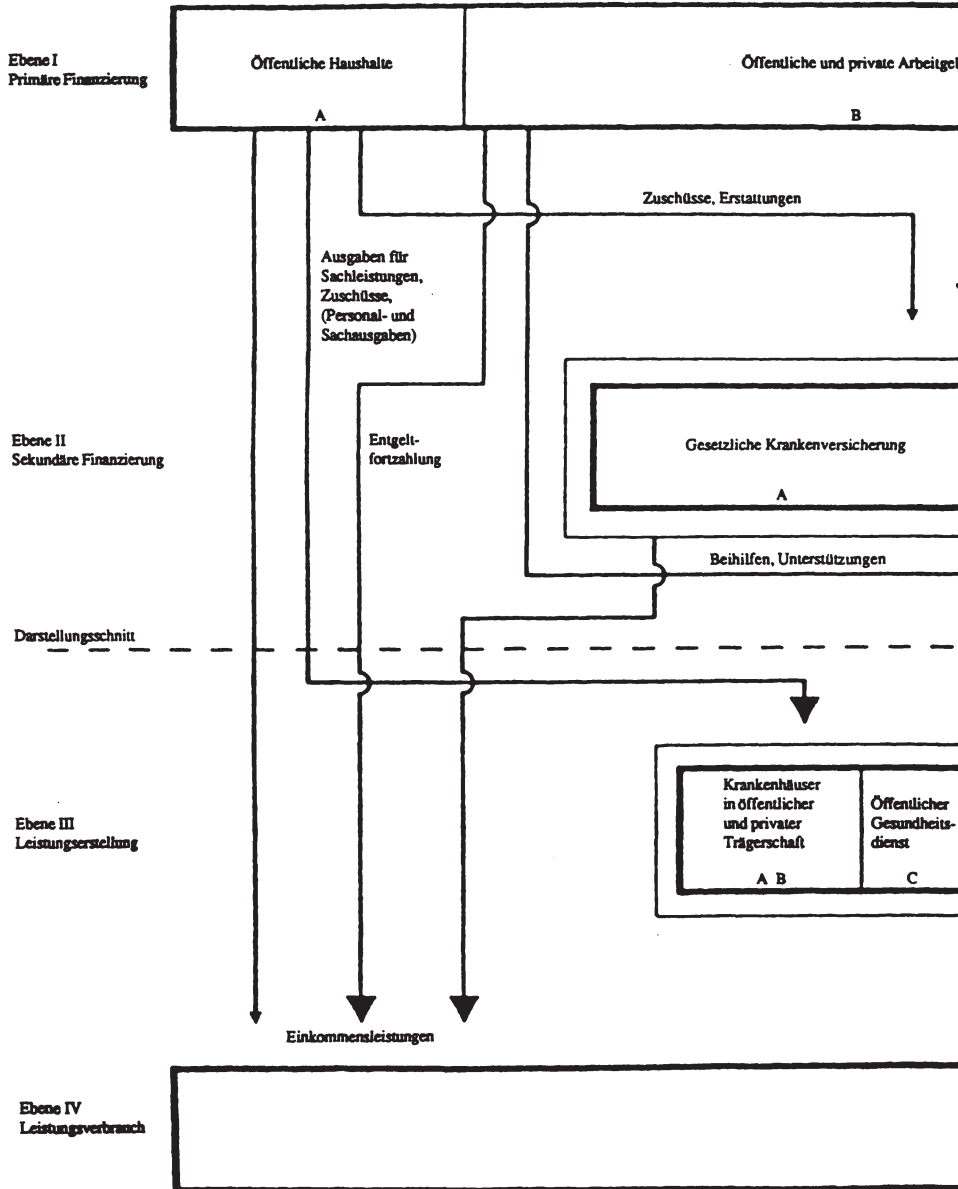 Ebene I
Primäre Finanzierung
Öffentliche Haushalte
A
Öffentliche und private
B
Zuschüsse, Erstattungen
Ausgaben für
Sachleistungen,
Zuschüsse,
(Personal- und
Sachausgaben)
Ebene II
Sekundäre Finanzierung
Entgelt-
fortzahlung
Gesetzliche Krankenversicherung
A
Beihilfen, Unterstützungen
Darstellungsschnitt
Ebene III
Leistungserstellung
Krankenhäuser
in öffentlicher
und privater
Trägerschaft
A B
Öffentlicher
Gesundheits-
dienst
C
Einkommensleistungen
Ebene IV
Leistungsverbrauch